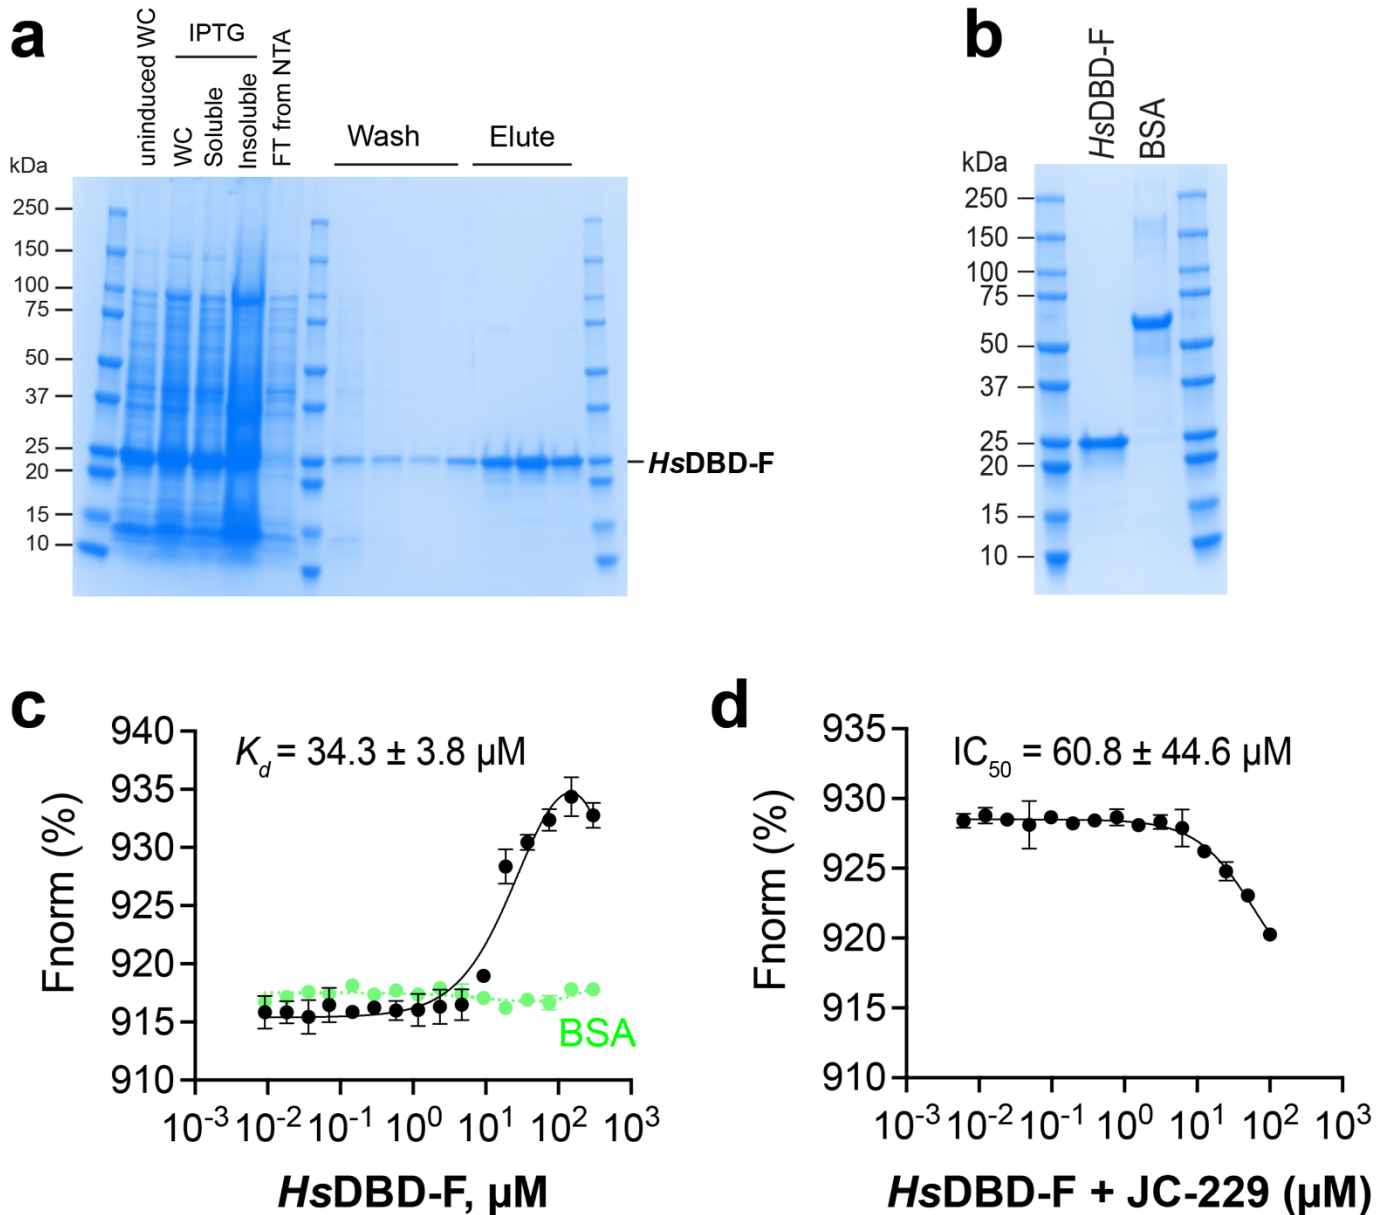 a
uninduced WC
IPTG
WC
Soluble
Insoluble
FT from NTA
Wash
Elute
kDa
250
150
100
75
50
37
25
20
15
10
HsDBD-F
b
HsDBD-F
BSA
kDa
250
150
100
75
50
37
25
20
15
10
c
Kd = 34.3 ± 3.8 μM
Fnorm (%)
940
935
930
925
920
915
910
BSA
10-3 10-2 10-1 100 101 102 103
HsDBD-F, μM
d
IC50 = 60.8 ± 44.6 μM
Fnorm (%)
935
930
925
920
915
910
10-3 10-2 10-1 100 101 102 103
HsDBD-F + JC-229 (μM)